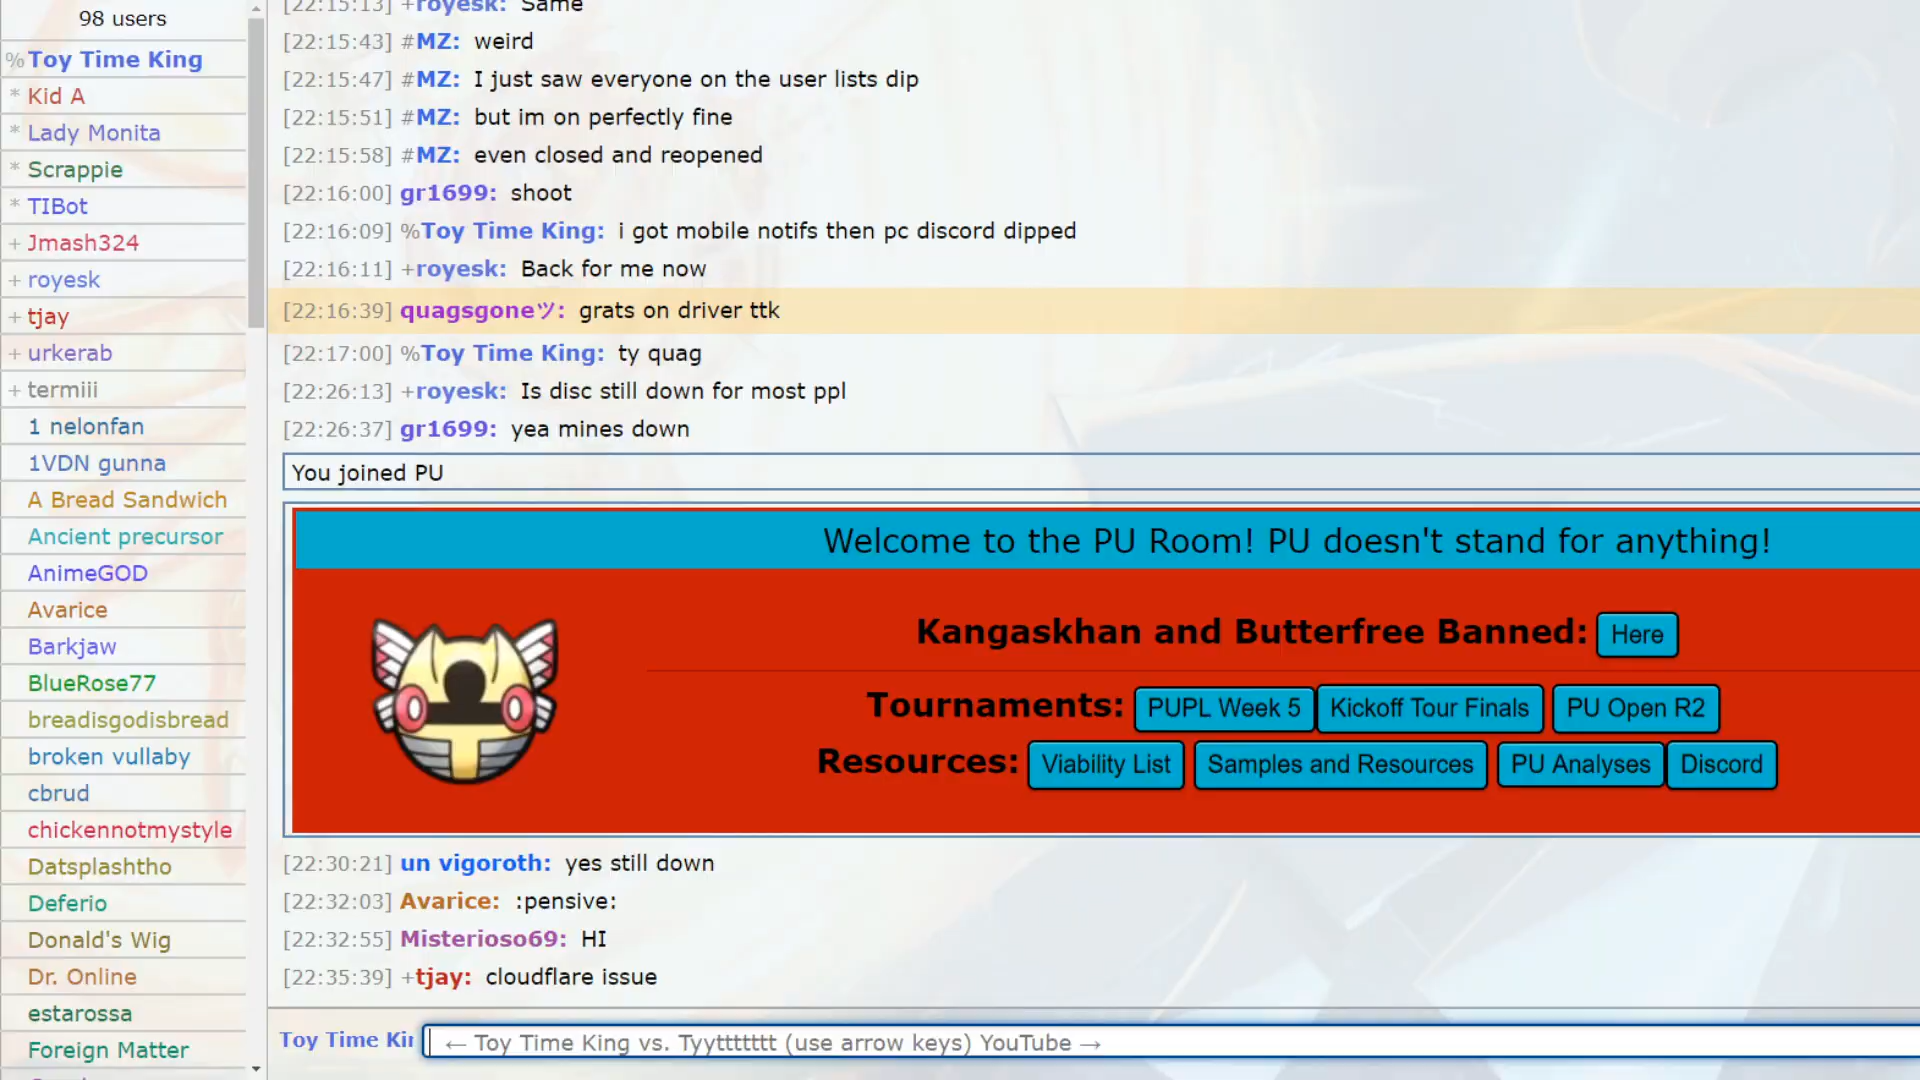 98 users
%Toy Time King
* Kid A
* Lady Monita
* Scrappie
* TIBot
+ Jmash324
+ royesk
+ tjay
+ urkerab
+ termiii
1 nelonfan
1VDN gunna
A Bread Sandwich
Ancient precursor
AnimeGOD
Avarice
Barkjaw
BlueRose77
breadisgodisbread
broken vullaby
cbrud
chickennotmystyle
Datsplashtho
Deferio
Donald's Wig
Dr. Online
estarossa
Foreign Matter
[22:15:13] +royesk: Same
[22:15:43] #MZ: weird
[22:15:47] #MZ: I just saw everyone on the user lists dip
[22:15:51] #MZ: but im on perfectly fine
[22:15:58] #MZ: even closed and reopened
[22:16:00] gr1699: shoot
[22:16:09] %Toy Time King: i got mobile notifs then pc discord dipped
[22:16:11] +royesk: Back for me now
[22:16:39] quagsgoneツ: grats on driver ttk
[22:17:00] %Toy Time King: ty quag
[22:26:13] +royesk: Is disc still down for most ppl
[22:26:37] gr1699: yea mines down
You joined PU
Welcome to the PU Room! PU doesn't stand for anything!
Kangaskhan and Butterfree Banned: Here
Tournaments: PUPL Week 5 Kickoff Tour Finals PU Open R2
Resources: Viability List Samples and Resources PU Analyses Discord
[22:30:21] un vigoroth: yes still down
[22:32:03] Avarice: :pensive:
[22:32:55] Misterioso69: HI
[22:35:39] +tjay: cloudflare issue
Toy Time Kin ← Toy Time King vs. Tyyttttttt (use arrow keys) YouTube →